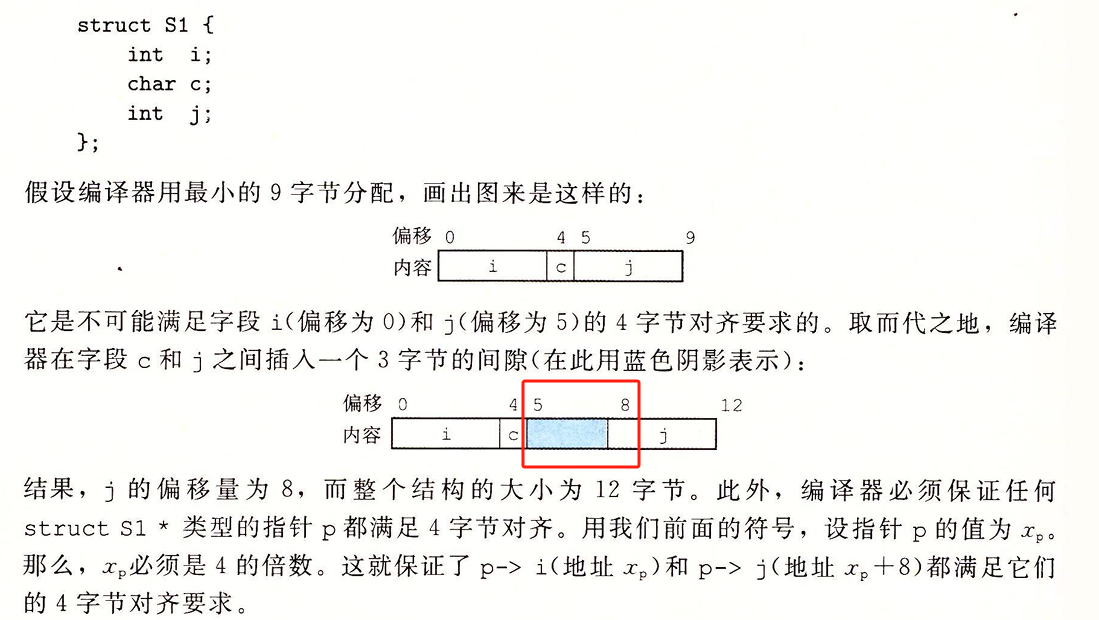 struct S1 {
int i;
char c;
int j;
};
假设编译器用最小的 9 字节分配，画出图来是这样的：
偏移 0 4 5 9
内容 i c j
它是不可能满足字段 i(偏移为 0)和 j(偏移为 5)的 4 字节对齐要求的。取而代之地，编译
器在字段 c 和 j 之间插入一个 3 字节的间隙(在此用蓝色阴影表示)：
偏移 0 4 5 8 12
内容 i c j
结果，j 的偏移量为 8，而整个结构的大小为 12 字节。此外，编译器必须保证任何
struct S1 * 类型的指针 p 都满足 4 字节对齐。用我们前面的符号，设指针 p 的值为 xₚ。
那么，xₚ必须是 4 的倍数。这就保证了 p-> i(地址 xₚ)和 p-> j(地址 xₚ+8)都满足它们
的 4 字节对齐要求。